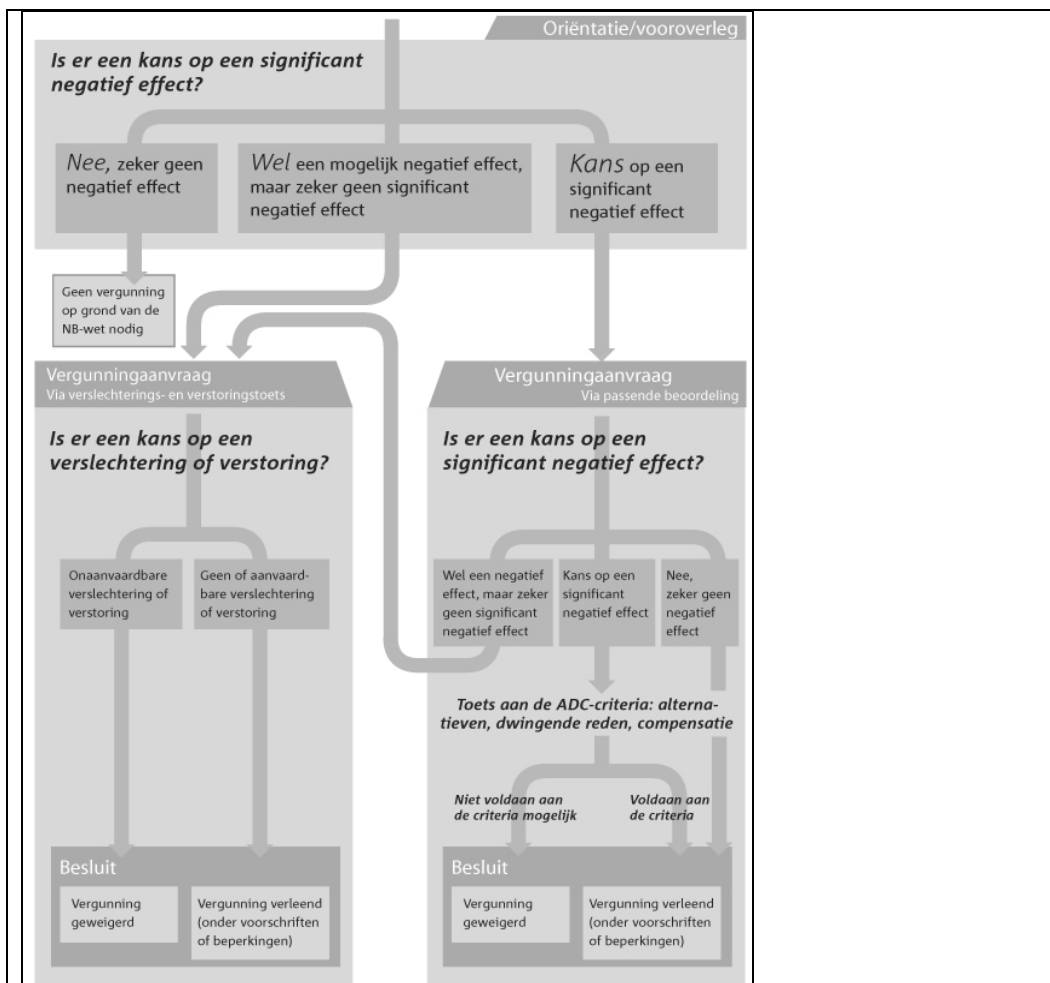 Oriëntatie/vooroverleg
Is er een kans op een significant
negatief effect?
Nee, zeker geen
negatief effect
Wel een mogelijk negatief effect,
maar zeker geen significant
negatief effect
Kans op een
significant
negatief effect
Geen vergunning
op grond van de
NB-wet nodig
Vergunningaanvraag
Via verslechterings- en verstoringstoets
Is er een kans op een
verslechtering of verstoring?
Onaanvaardbare
verslechtering of
verstoring
Geen of aanvaard-
bare verslechtering
of verstoring
Besluit
Vergunning
geweigerd
Vergunning verleend
(onder voorschriften
of beperkingen)
Vergunningaanvraag
Via passende beoordeling
Is er een kans op een
significant negatief effect?
Wel een negatief
effect, maar zeker
geen significant
negatief effect
Kans op een
significant
negatief effect
Nee,
zeker geen
negatief
effect
Toets aan de ADC-criteria: alterna-
tieven, dwingende reden, compensatie
Niet voldaan aan
de criteria mogelijk
Voldaan aan
de criteria
Besluit
Vergunning
geweigerd
Vergunning verleend
(onder voorschriften
of beperkingen)